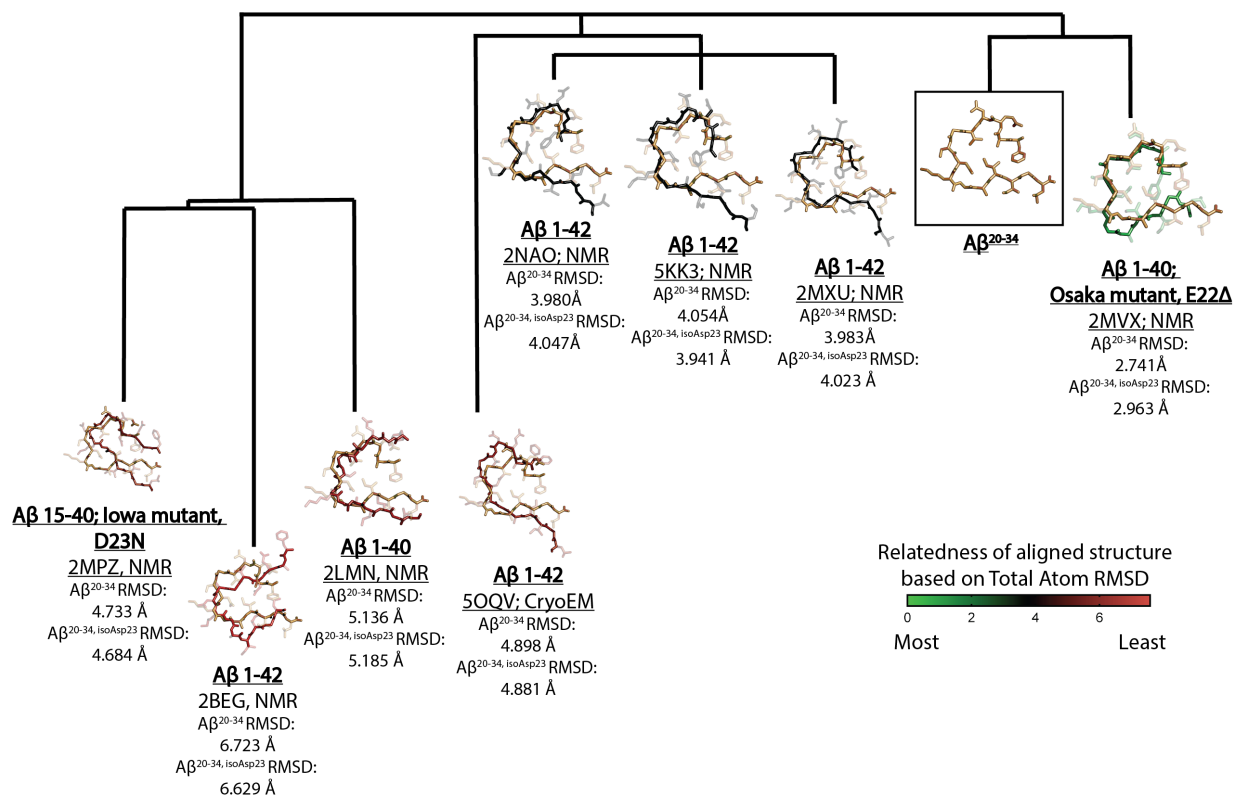 Aβ 1-42
2NAO; NMR
Aβ20-34 RMSD:
3.980Å
Aβ20-34, isoAsp23 RMSD:
4.047Å
Aβ 1-42
5KK3; NMR
Aβ20-34 RMSD:
4.054Å
Aβ20-34, isoAsp23 RMSD:
3.941 Å
Aβ 1-42
2MXU; NMR
Aβ20-34 RMSD:
3.983Å
Aβ20-34, isoAsp23 RMSD:
4.023 Å
Aβ20-34
Aβ 1-40;
Osaka mutant, E22Δ
2MVX; NMR
Aβ20-34 RMSD:
2.741Å
Aβ20-34, isoAsp23 RMSD:
2.963 Å
Aβ 15-40; Iowa mutant,
D23N
2MPZ, NMR
Aβ20-34 RMSD:
4.733 Å
Aβ20-34, isoAsp23 RMSD:
4.684 Å
Aβ 1-42
2BEG, NMR
Aβ20-34 RMSD:
6.723 Å
Aβ20-34, isoAsp23 RMSD:
6.629 Å
Aβ 1-40
2LMN, NMR
Aβ20-34 RMSD:
5.136 Å
Aβ20-34, isoAsp23 RMSD:
5.185 Å
Aβ 1-42
5OQV; CryoEM
Aβ20-34 RMSD:
4.898 Å
Aβ20-34, isoAsp23 RMSD:
4.881 Å
Relatedness of aligned structure
based on Total Atom RMSD
0 2 4 6
Most Least